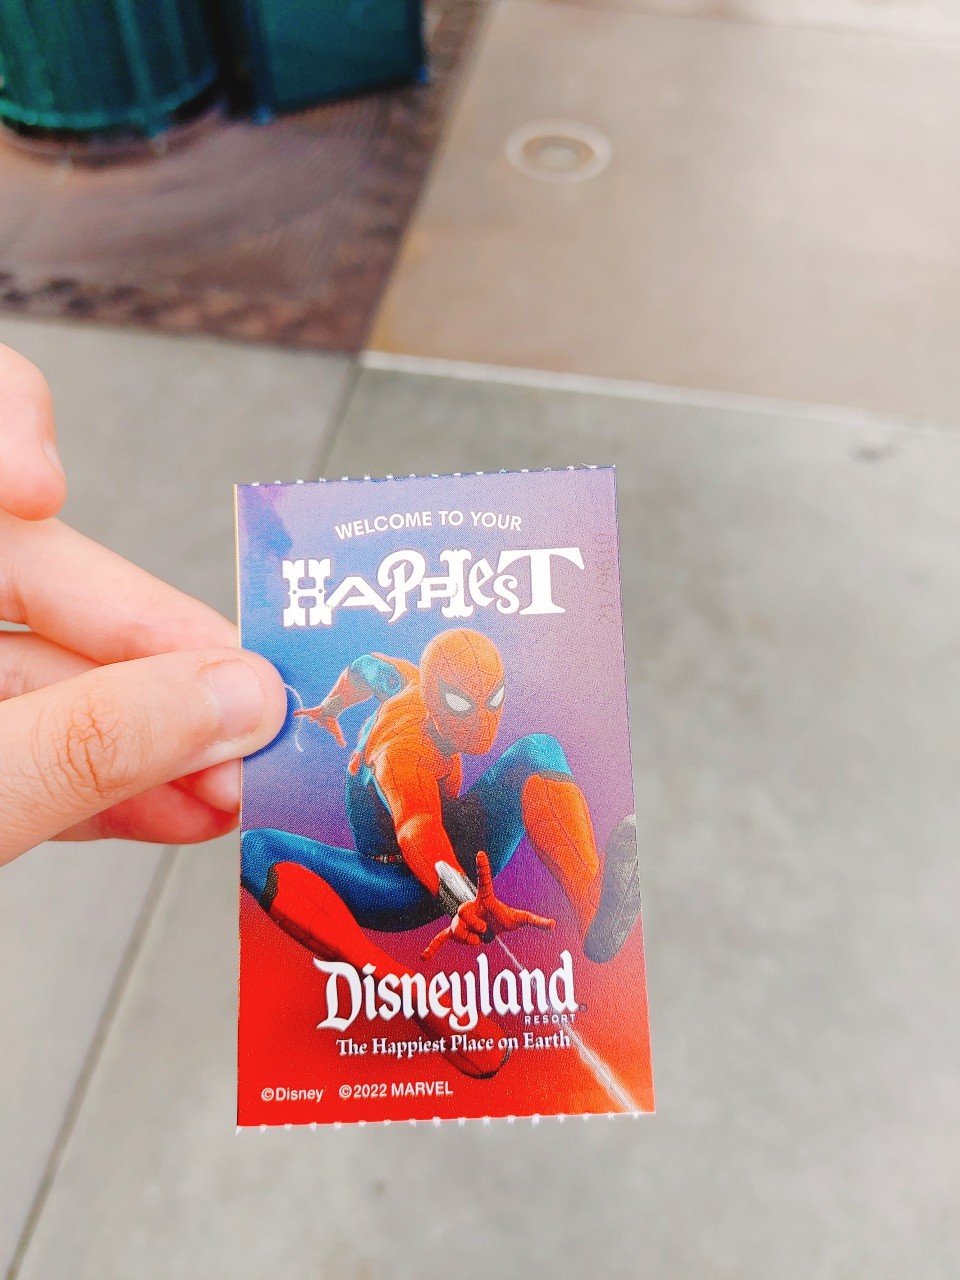 WELCOME TO YOUR
HAPPIEST
Disneyland
RESORT
The Happiest Place on Earth
©Disney ©2022 MARVEL